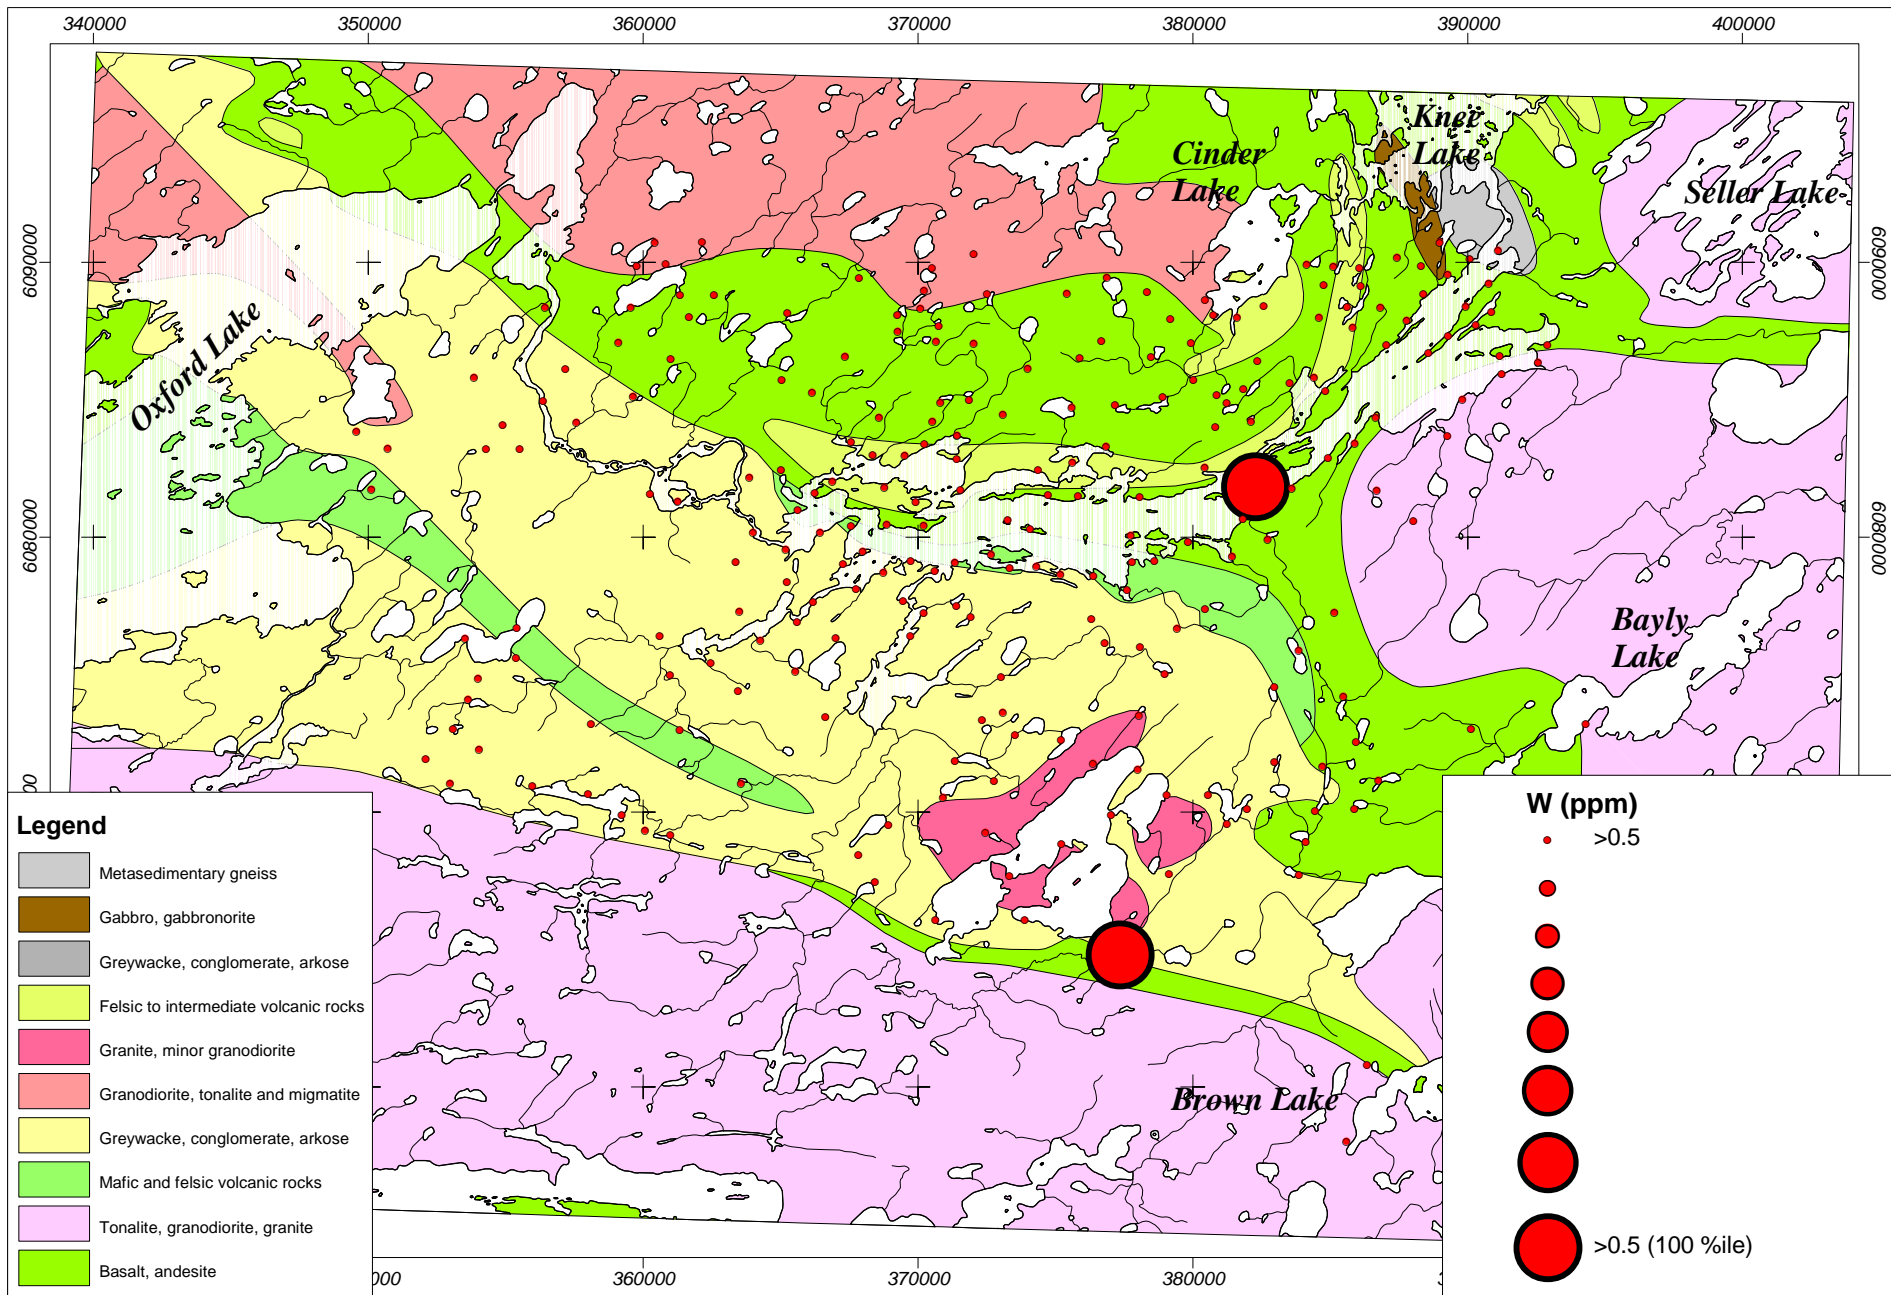 340000 350000 360000 370000 380000 390000 400000
Cinder
Lake
Knee
Lake
Seller Lake
6090000
6090000
Oxford Lake
6080000
6080000
Bayly
Lake
Brown Lake
00
Legend
Metasedimentary gneiss
Gabbro, gabbronorite
Greywacke, conglomerate, arkose
Felsic to intermediate volcanic rocks
Granite, minor granodiorite
Granodiorite, tonalite and migmatite
Greywacke, conglomerate, arkose
Mafic and felsic volcanic rocks
Tonalite, granodiorite, granite
Basalt, andesite
W (ppm)
>0.5
>0.5 (100 %ile)
000 360000 370000 380000